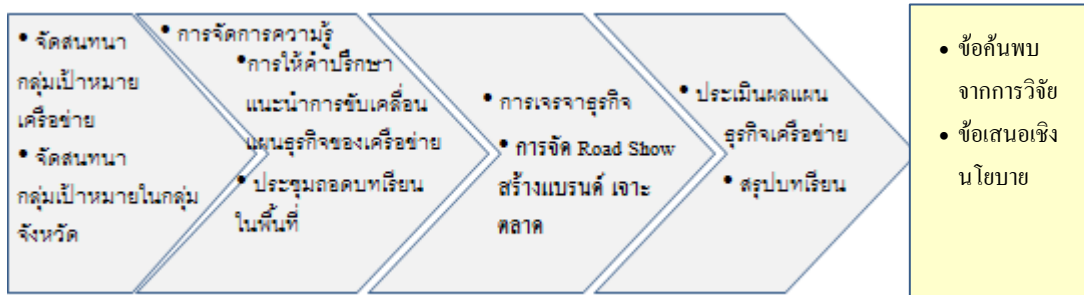 • จัดสนทนา
กลุ่มเป้าหมาย
เครือข่าย
• จัดสนทนา
กลุ่มเป้าหมายในกลุ่ม
จังหวัด
• การจัดการความรู้
•การให้คำปรึกษา
แนะนำการขับเคลื่อน
แผนธุรกิจของเครือข่าย
• ประชุมถอดบทเรียน
ในพื้นที่
• การเจรจาธุรกิจ
• การจัด Road Show
สร้างแบรนด์ เจาะ
ตลาด
• ประเมินผลแผน
ธุรกิจเครือข่าย
• สรุปบทเรียน
• ข้อค้นพบ
จากการวิจัย
• ข้อเสนอเชิง
นโยบาย